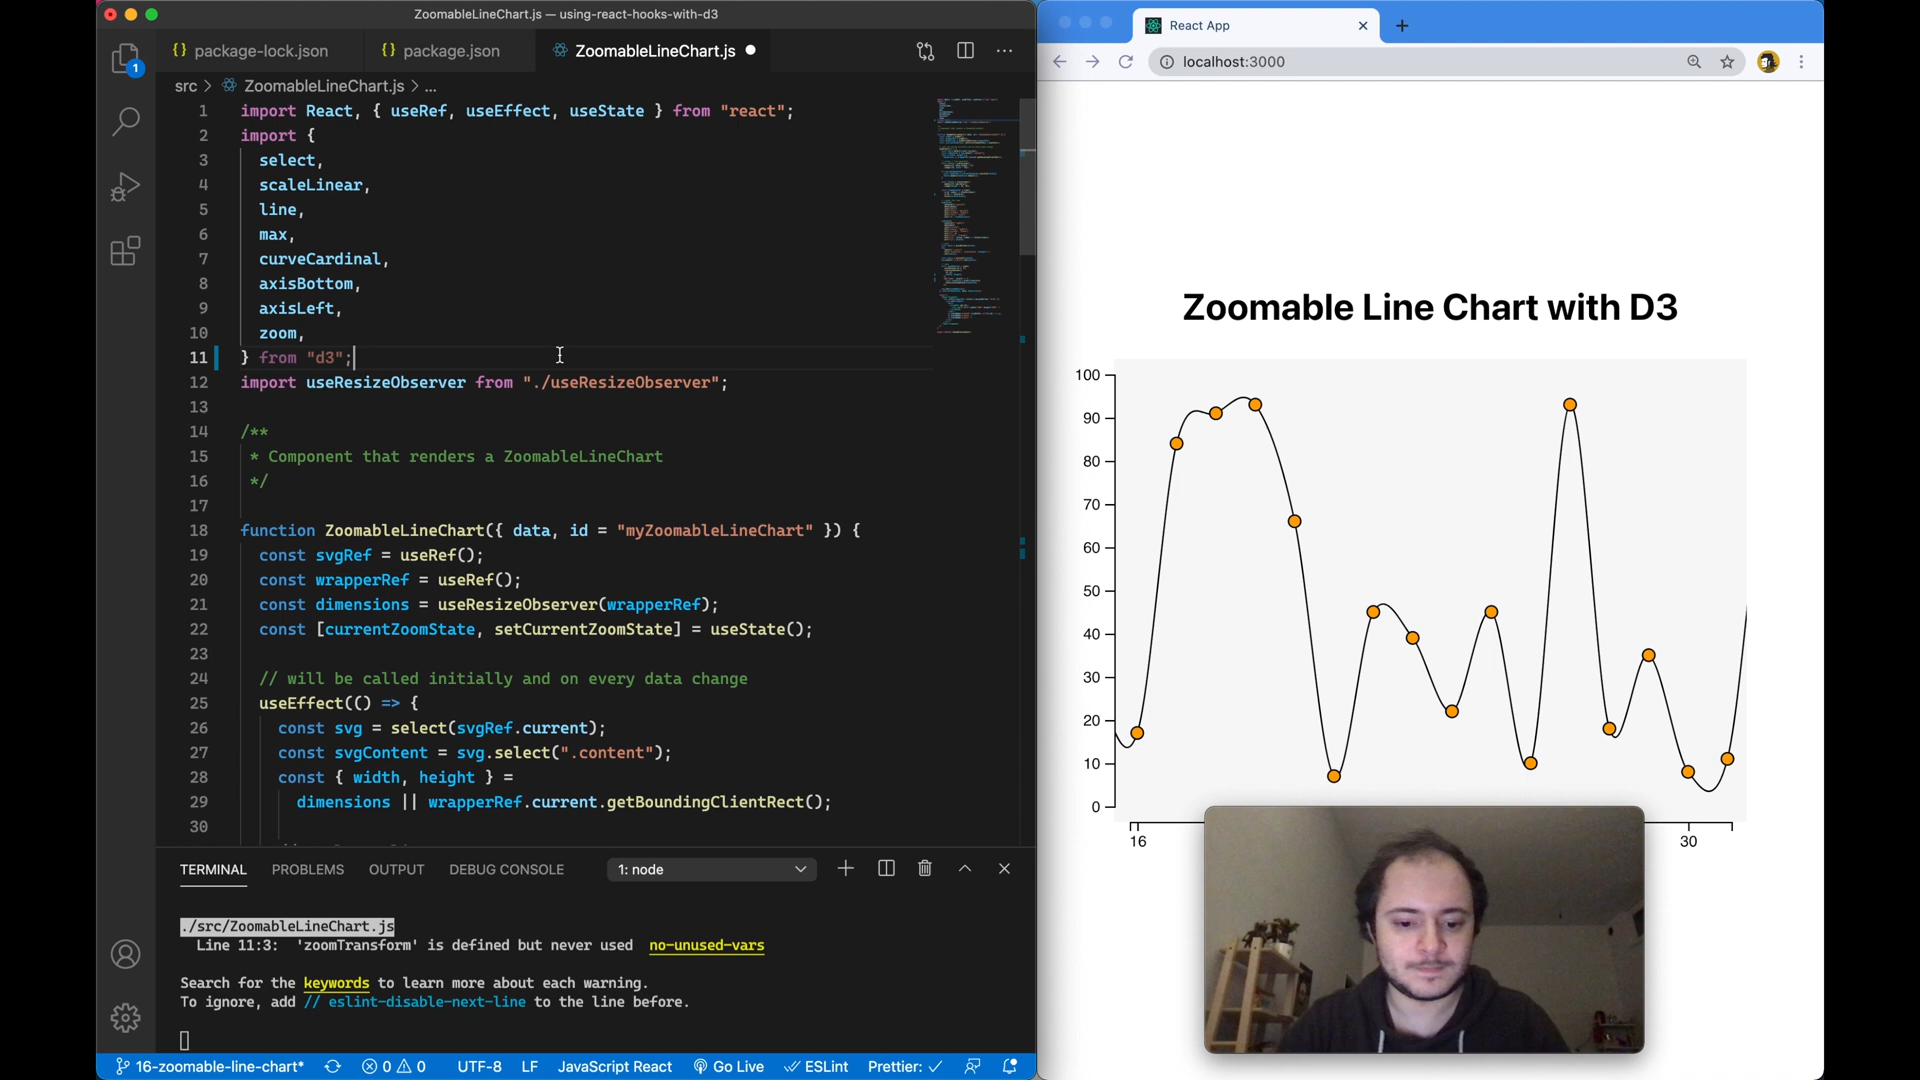 ZoomableLineChart.js — using-react-hooks-with-d3
{} package-lock.json
{} package.json
ZoomableLineChart.js
1
src > ZoomableLineChart.js > ...
1 import React, { useRef, useEffect, useState } from "react";
2 import {
3 select,
4 scaleLinear,
5 line,
6 max,
7 curveCardinal,
8 axisBottom,
9 axisLeft,
10 zoom,
11 } from "d3";
12 import useResizeObserver from "./useResizeObserver";
13
14 /**
15 * Component that renders a ZoomableLineChart
16 */
17
18 function ZoomableLineChart({ data, id = "myZoomableLineChart" }) {
19 const svgRef = useRef();
20 const wrapperRef = useRef();
21 const dimensions = useResizeObserver(wrapperRef);
22 const [currentZoomState, setCurrentZoomState] = useState();
23
24 // will be called initially and on every data change
25 useEffect(() => {
26 const svg = select(svgRef.current);
27 const svgContent = svg.select(".content");
28 const { width, height } =
29 dimensions || wrapperRef.current.getBoundingClientRect();
30
TERMINAL PROBLEMS OUTPUT DEBUG CONSOLE 1: node
./src/ZoomableLineChart.js
Line 11:3: 'zoomTransform' is defined but never used no-unused-vars
Search for the keywords to learn more about each warning.
To ignore, add // eslint-disable-next-line to the line before.
16-zoomable-line-chart* 0 0 UTF-8 LF JavaScript React Go Live ESLint Prettier: ✓
React App
localhost:3000
Zoomable Line Chart with D3
100
90
80
70
60
50
40
30
20
10
0
16
30